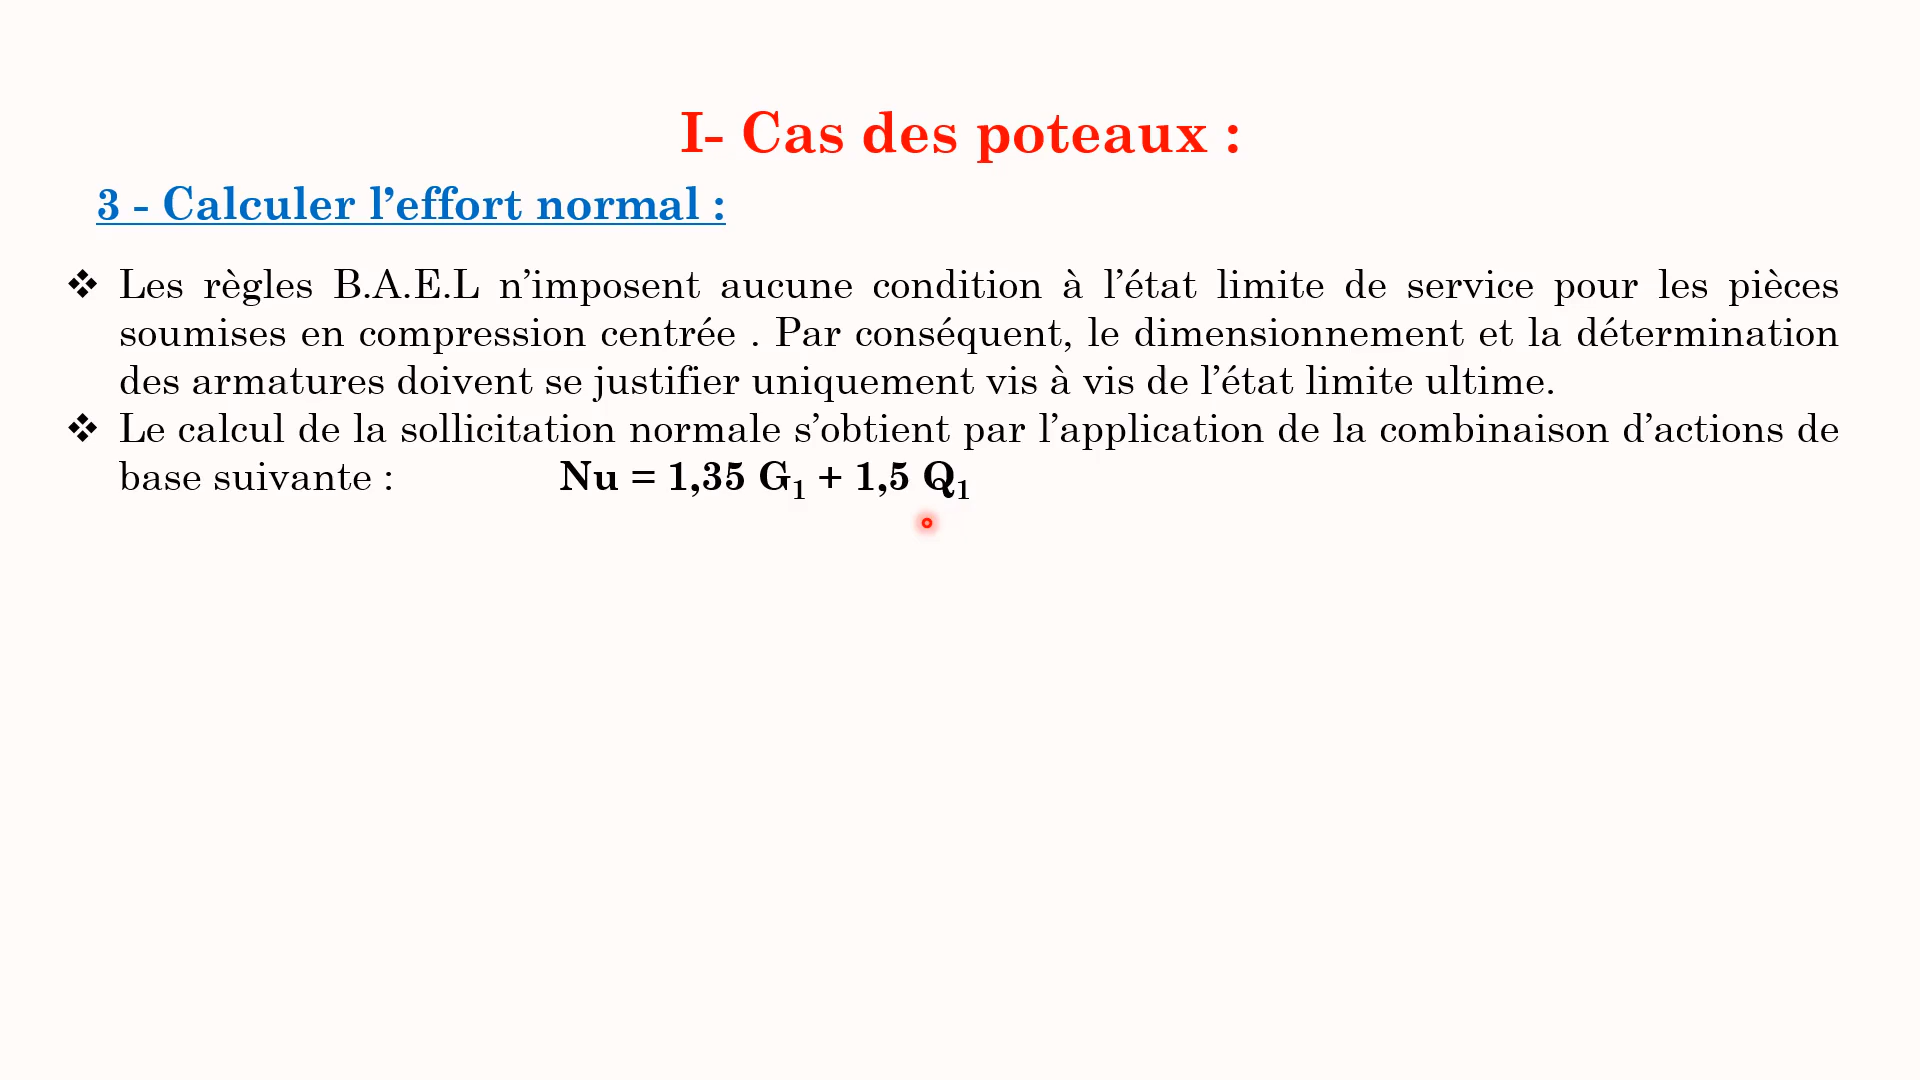 I- Cas des poteaux :
3 - Calculer l’effort normal :
❖ Les règles B.A.E.L n’imposent aucune condition à l’état limite de service pour les pièces
soumises en compression centrée . Par conséquent, le dimensionnement et la détermination
des armatures doivent se justifier uniquement vis à vis de l’état limite ultime.
❖ Le calcul de la sollicitation normale s’obtient par l’application de la combinaison d’actions de
base suivante : Nu = 1,35 G₁ + 1,5 Q₁